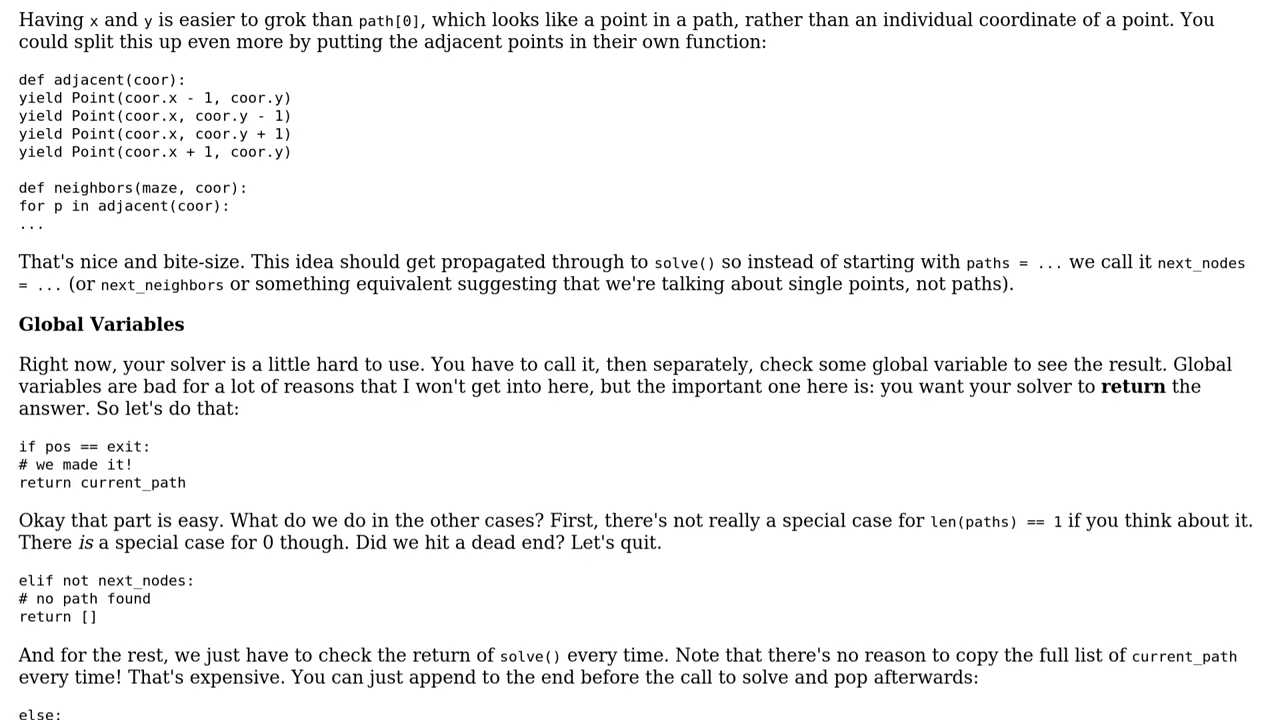 Having x and y is easier to grok than path[0], which looks like a point in a path, rather than an individual coordinate of a point. You
could split this up even more by putting the adjacent points in their own function:
def adjacent(coor):
yield Point(coor.x - 1, coor.y)
yield Point(coor.x, coor.y - 1)
yield Point(coor.x, coor.y + 1)
yield Point(coor.x + 1, coor.y)
def neighbors(maze, coor):
for p in adjacent(coor):
...
That's nice and bite-size. This idea should get propagated through to solve() so instead of starting with paths = ... we call it next_nodes
= ... (or next_neighbors or something equivalent suggesting that we're talking about single points, not paths).
Global Variables
Right now, your solver is a little hard to use. You have to call it, then separately, check some global variable to see the result. Global
variables are bad for a lot of reasons that I won't get into here, but the important one here is: you want your solver to return the
answer. So let's do that:
if pos == exit:
# we made it!
return current_path
Okay that part is easy. What do we do in the other cases? First, there's not really a special case for len(paths) == 1 if you think about it.
There is a special case for 0 though. Did we hit a dead end? Let's quit.
elif not next_nodes:
# no path found
return []
And for the rest, we just have to check the return of solve() every time. Note that there's no reason to copy the full list of current_path
every time! That's expensive. You can just append to the end before the call to solve and pop afterwards:
else: